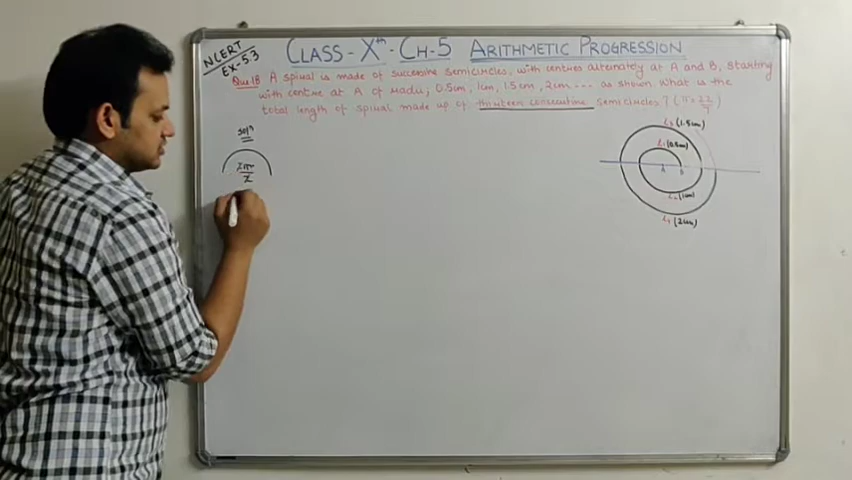 NCERT
EX-5.3
CLASS-Xth-CH-5 ARITHMETIC PROGRESSION
Que:18 A spiral is made of successive semicircles, with centres alternately at A and B, starting
with centre at A of radii, 0.5cm, 1cm, 1.5cm, 2cm --- as shown. What is the
total length of spiral made up of thirteen consecutive semicircles? (π = 22/7)
solⁿ
2πr/2
l₃ (1.5cm)
l₁ (0.5cm)
A B
l₂ (1cm)
l₄ (2cm)